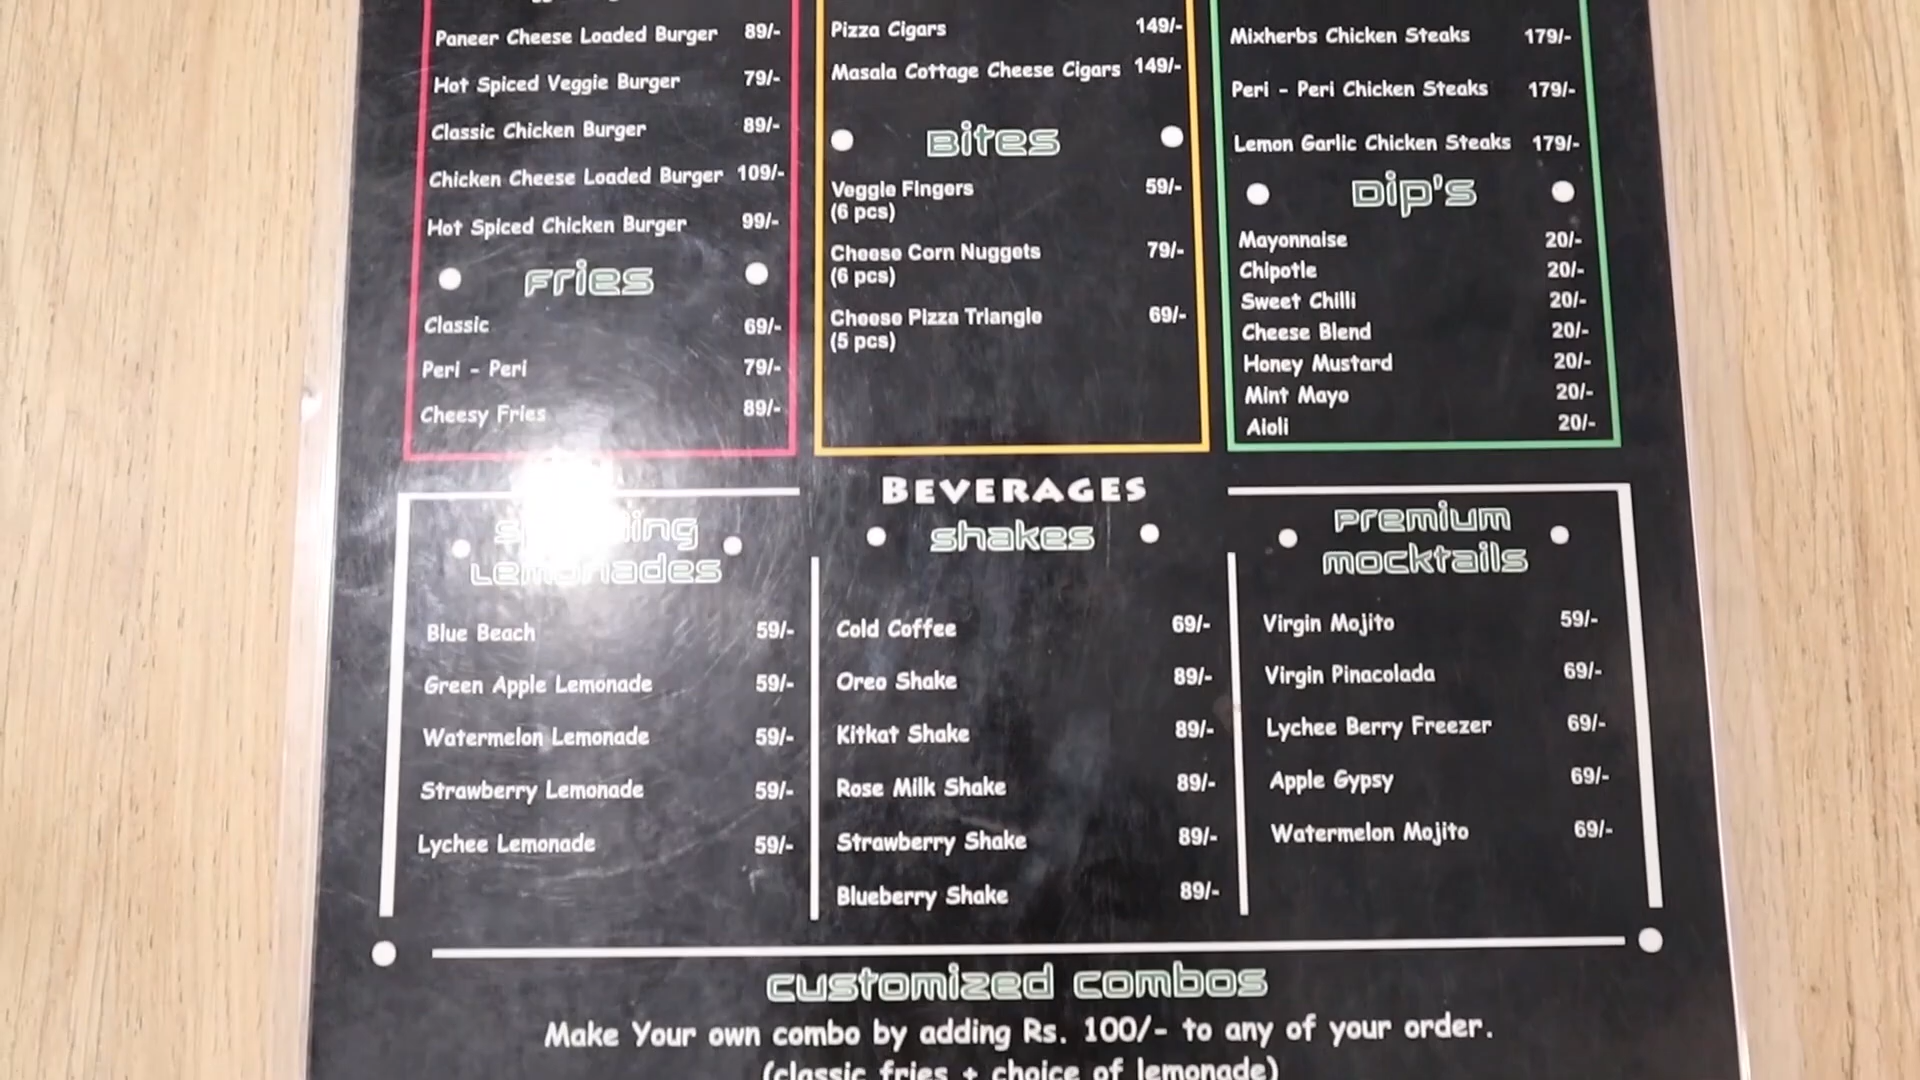 Paneer Cheese Loaded Burger 89/-
Hot Spiced Veggie Burger 79/-
Classic Chicken Burger 89/-
Chicken Cheese Loaded Burger 109/-
Hot Spiced Chicken Burger 99/-
Fries
Classic 69/-
Peri - Peri 79/-
Cheesy Fries 89/-
Pizza Cigars 149/-
Masala Cottage Cheese Cigars 149/-
Bites
Veggie Fingers 59/-
(6 pcs)
Cheese Corn Nuggets 79/-
(6 pcs)
Cheese Pizza Triangle 69/-
(5 pcs)
Mixherbs Chicken Steaks 179/-
Peri - Peri Chicken Steaks 179/-
Lemon Garlic Chicken Steaks 179/-
Dip's
Mayonnaise 20/-
Chipotle 20/-
Sweet Chilli 20/-
Cheese Blend 20/-
Honey Mustard 20/-
Mint Mayo 20/-
Aioli 20/-
BEVERAGES
Lemonades
Blue Beach 59/-
Green Apple Lemonade 59/-
Watermelon Lemonade 59/-
Strawberry Lemonade 59/-
Lychee Lemonade 59/-
shakes
Cold Coffee 69/-
Oreo Shake 89/-
Kitkat Shake 89/-
Rose Milk Shake 89/-
Strawberry Shake 89/-
Blueberry Shake 89/-
Premium
mocktails
Virgin Mojito 59/-
Virgin Pinacolada 69/-
Lychee Berry Freezer 69/-
Apple Gypsy 69/-
Watermelon Mojito 69/-
customized combos
Make Your own combo by adding Rs. 100/- to any of your order.
(classic fries + choice of lemonade)